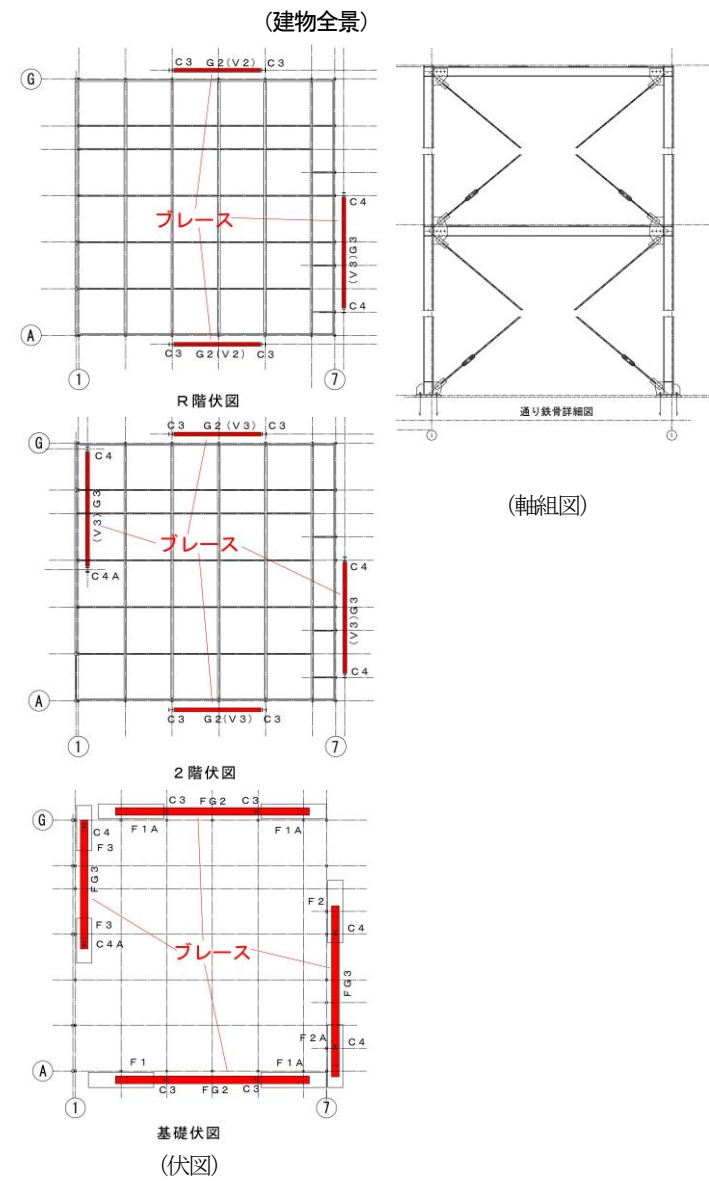 (建物全景)
C3 G2(V2) C3
G
ブレース
C4
(V3)G3
C4
A
C3 G2(V2) C3
1 7
R階伏図
通り鉄骨詳細図
(軸組図)
C3 G2(V3) C3
G
C4
(V3)G3
ブレース
C4A
C4
(V3)G3
C4
A
C3 G2(V3) C3
1 7
2階伏図
C3 FG2 C3
G
F1A F1A
C4
F3
FG3
F2
F3
C4
C4A
ブレース
FG3
F2A
C4
F1 F1A
A
C3 FG2 C3
1 7
基礎伏図
(伏図)